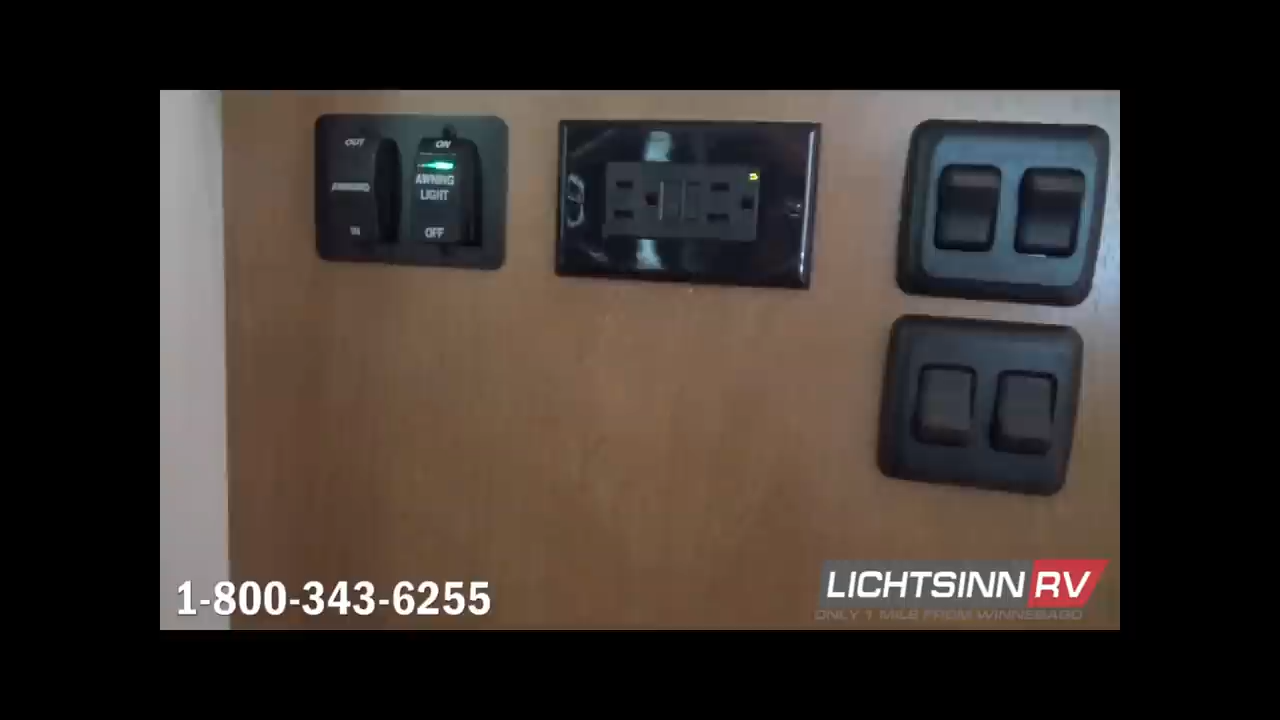 OUT
AWNING
IN
ON
AWNING
LIGHT
OFF
1-800-343-6255
LICHTSINN RV
ONLY 1 MILE FROM WINNEBAGO